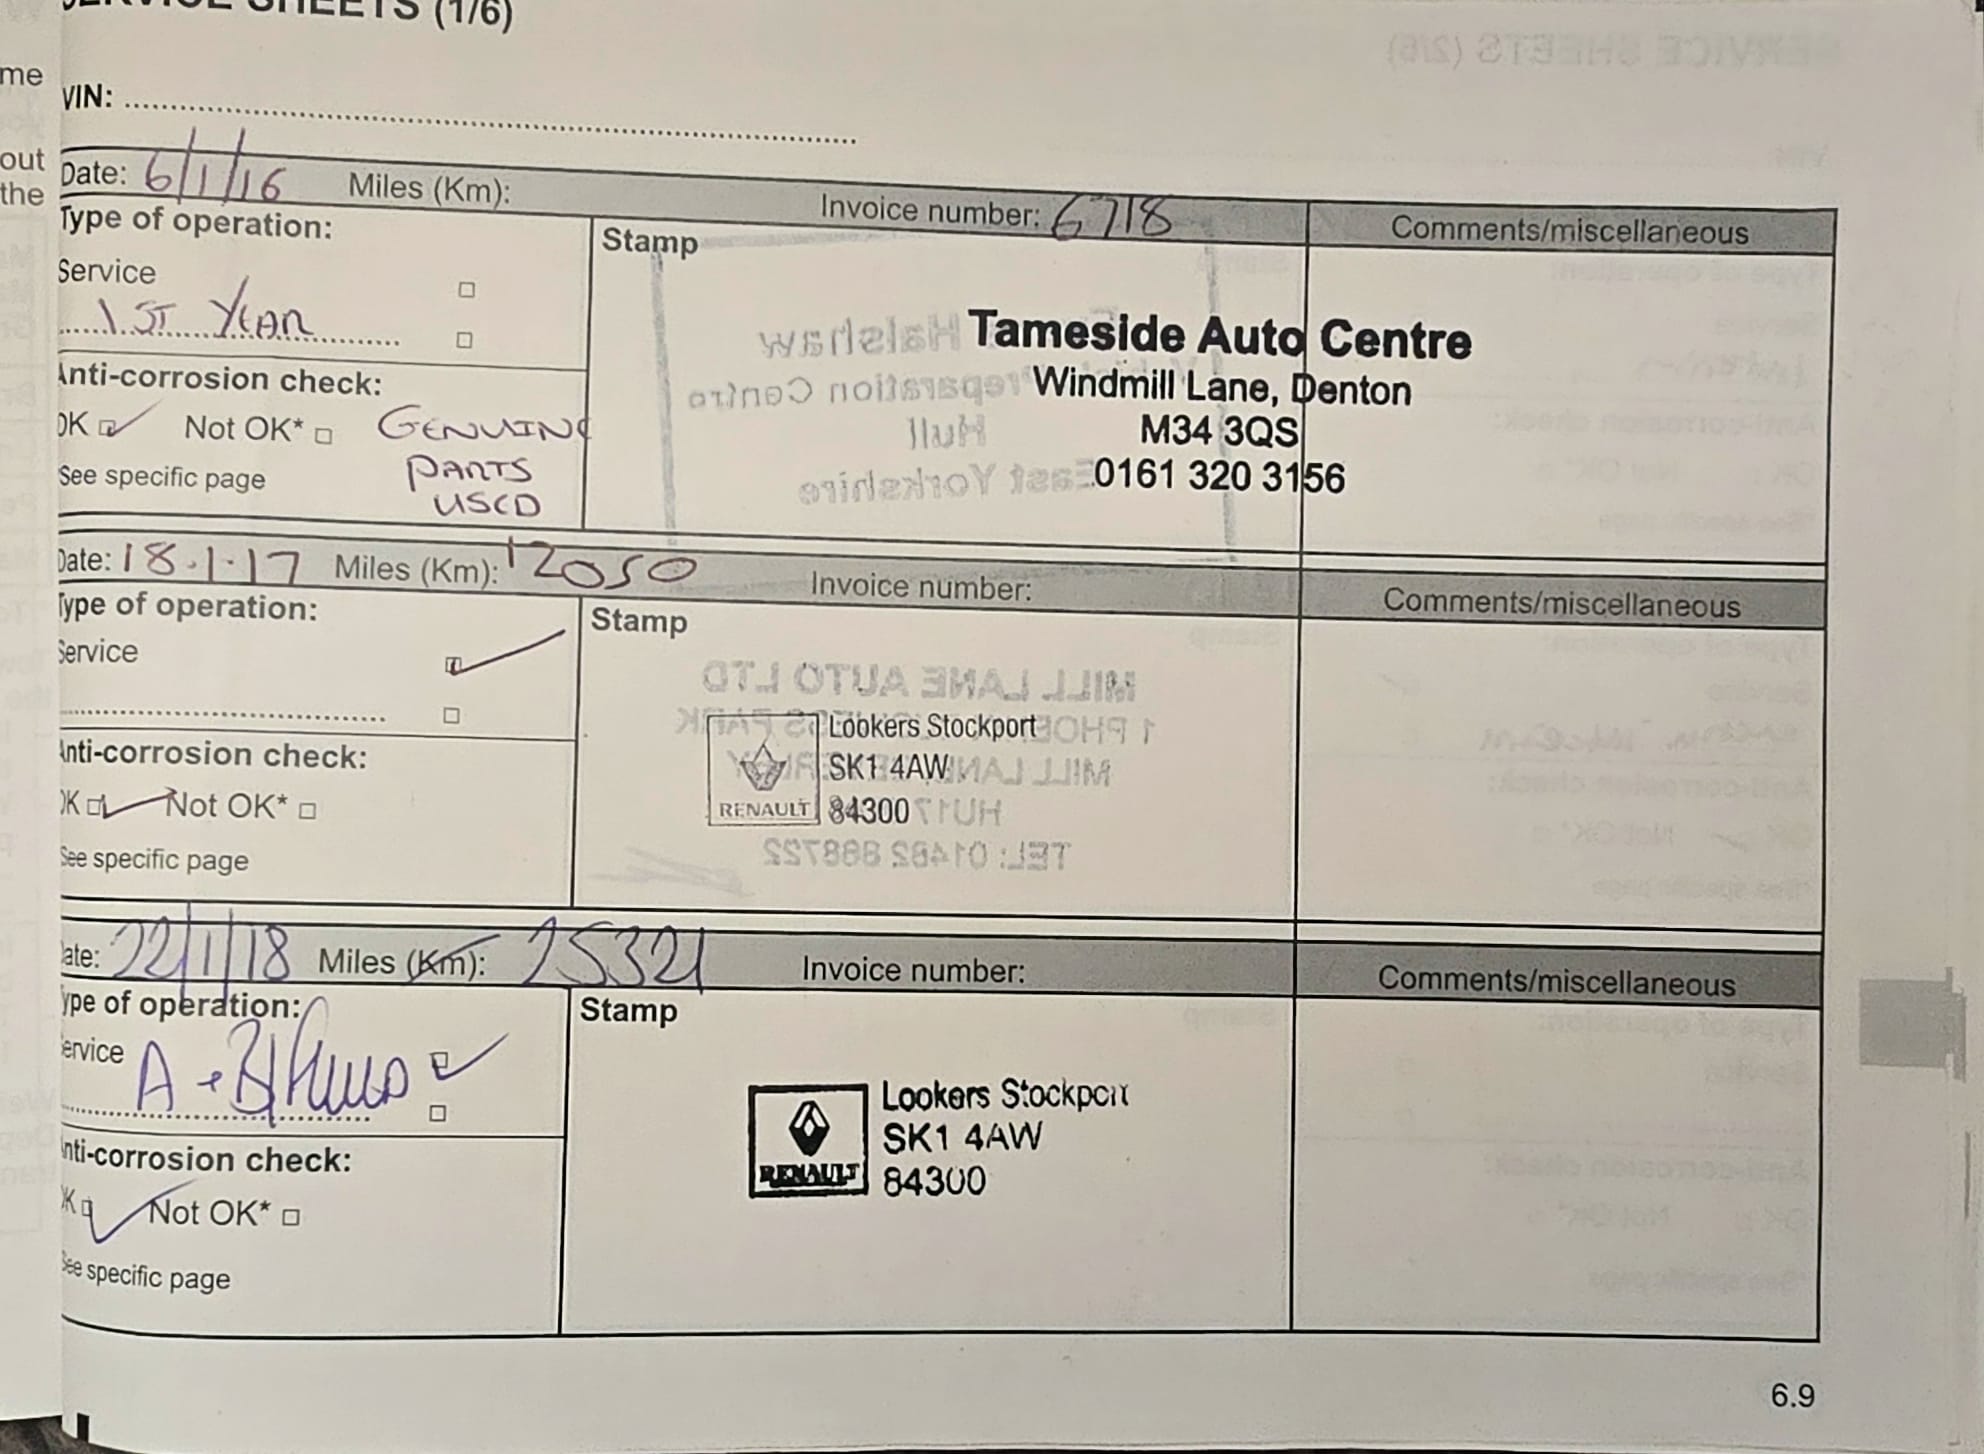 SERVICE SHEETS (1/6)
me
out
the
VIN:
Date: 6/1/16 Miles (Km): Invoice number: 6718 Comments/miscellaneous
Type of operation:
Service
1ST YEAR
Anti-corrosion check:
OK Not OK*
GENUINE
PARTS
USED
See specific page
Stamp
Tameside Auto Centre
Windmill Lane, Denton
M34 3QS
0161 320 3156
Date: 18.1.17 Miles (Km): 12050 Invoice number: Comments/miscellaneous
Type of operation:
Service
Anti-corrosion check:
OK Not OK*
See specific page
Stamp
RENAULT
Lookers Stockport
SK1 4AW
84300
Date: 22/1/18 Miles (Km): 25321 Invoice number: Comments/miscellaneous
Type of operation:
Service A + B
Anti-corrosion check:
OK Not OK*
See specific page
Stamp
RENAULT
Lookers Stockport
SK1 4AW
84300
6.9